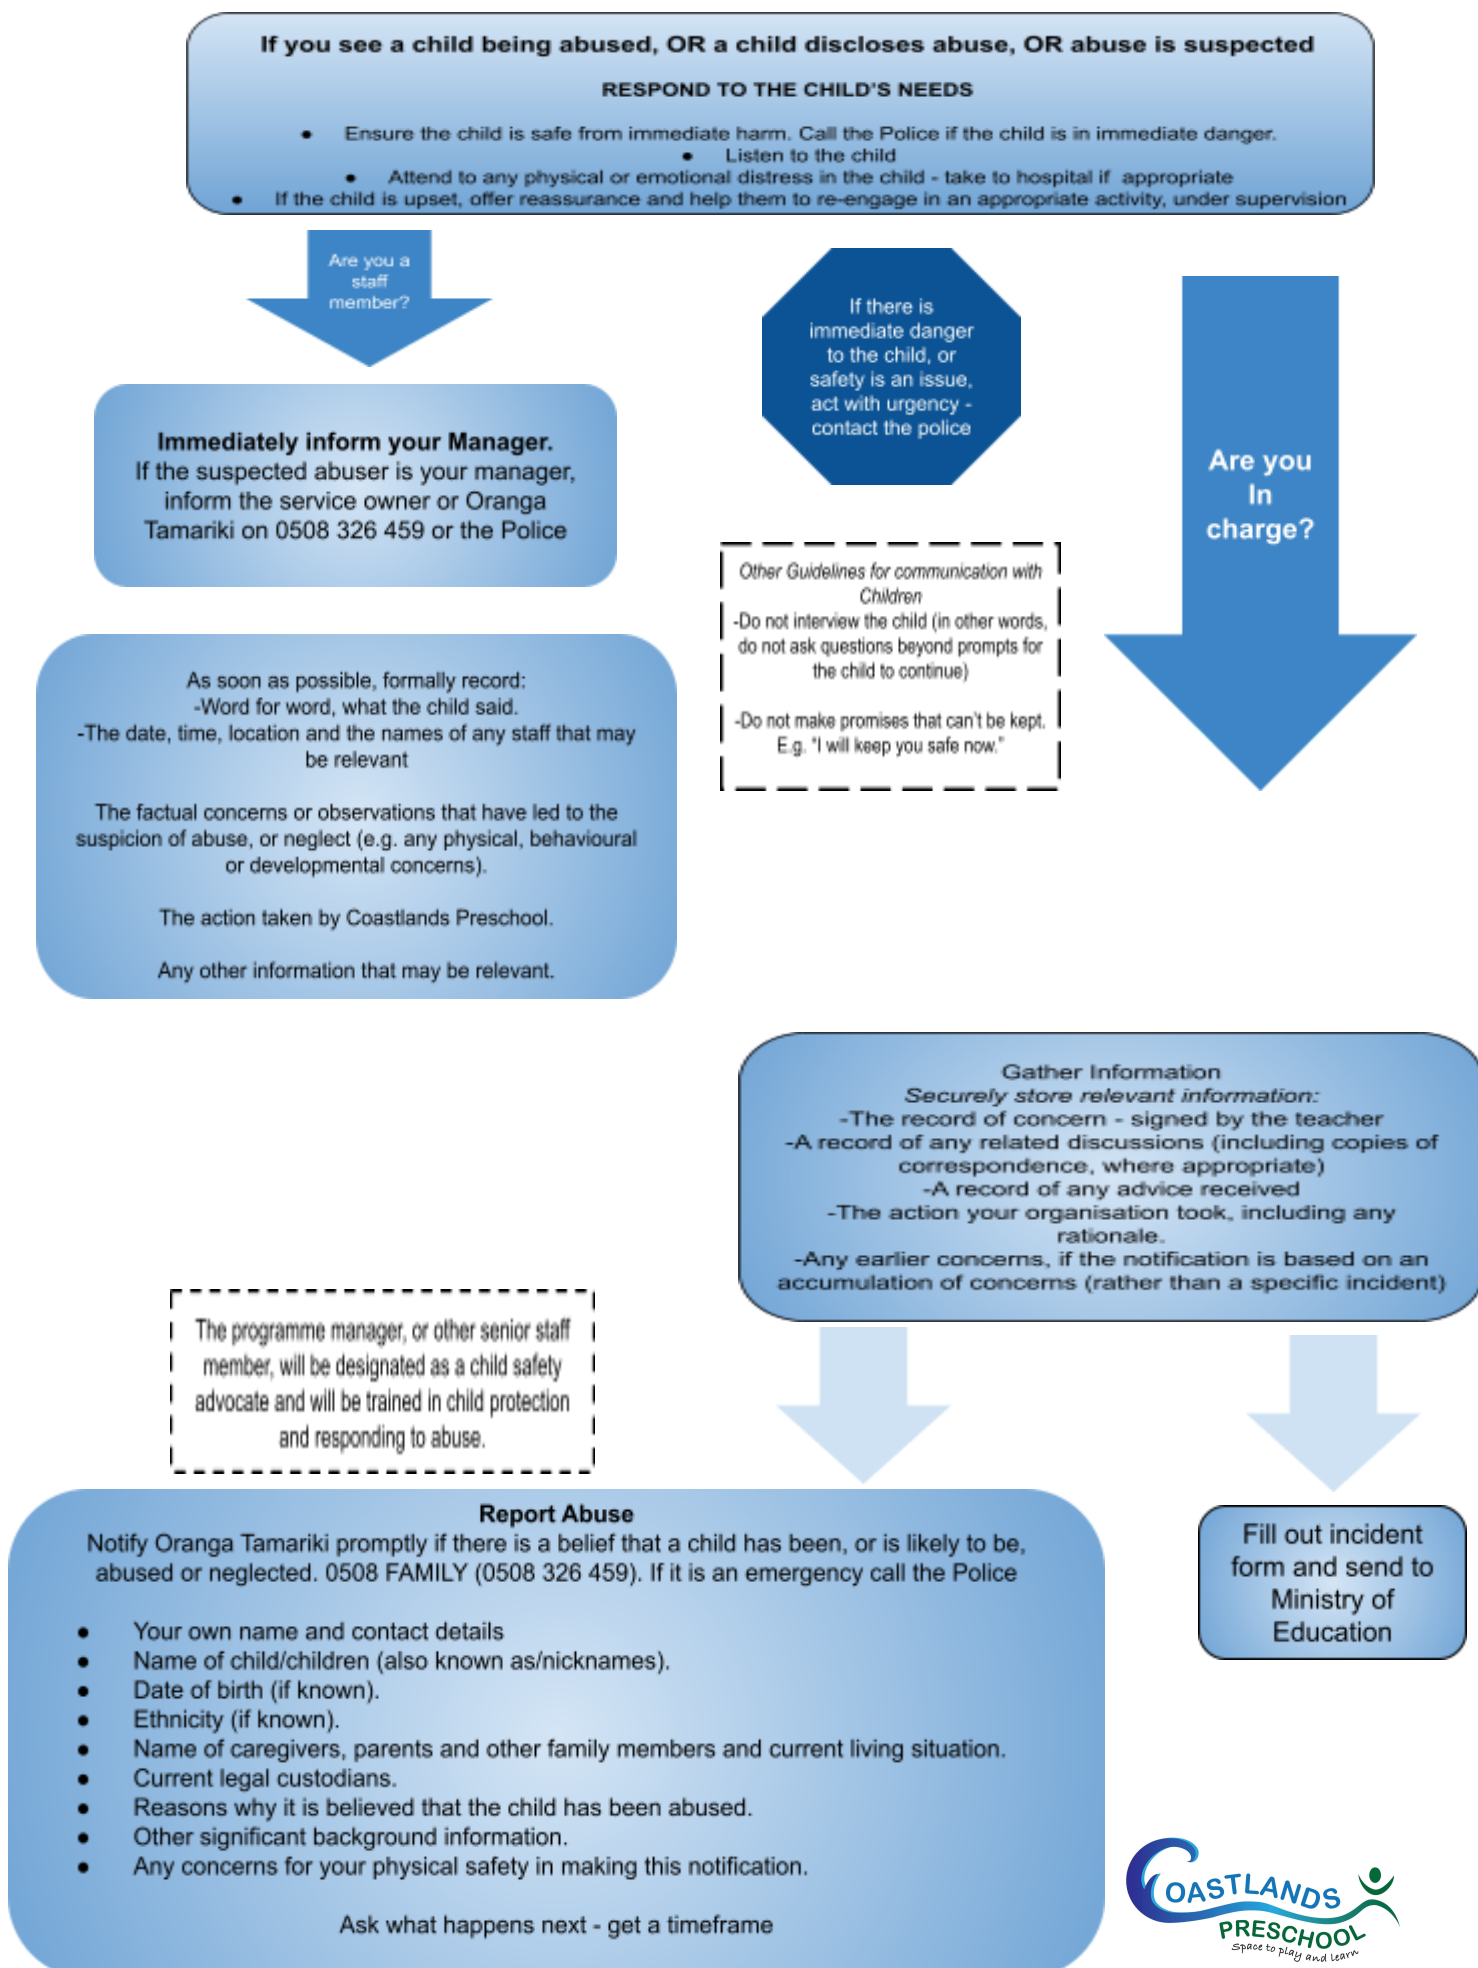 If you see a child being abused, OR a child discloses abuse, OR abuse is suspected
RESPOND TO THE CHILD'S NEEDS
● Ensure the child is safe from immediate harm. Call the Police if the child is in immediate danger.
● Listen to the child
● Attend to any physical or emotional distress in the child - take to hospital if appropriate
● If the child is upset, offer reassurance and help them to re-engage in an appropriate activity, under supervision
Are you a
staff
member?
Immediately inform your Manager.
If the suspected abuser is your manager,
inform the service owner or Oranga
Tamariki on 0508 326 459 or the Police
As soon as possible, formally record:
-Word for word, what the child said.
-The date, time, location and the names of any staff that may
be relevant
The factual concerns or observations that have led to the
suspicion of abuse, or neglect (e.g. any physical, behavioural
or developmental concerns).
The action taken by Coastlands Preschool.
Any other information that may be relevant.
If there is
immediate danger
to the child, or
safety is an issue,
act with urgency -
contact the police
Other Guidelines for communication with
Children
-Do not interview the child (in other words,
do not ask questions beyond prompts for
the child to continue)
-Do not make promises that can't be kept.
E.g. "I will keep you safe now."
Are you
In
charge?
Gather Information
Securely store relevant information:
-The record of concern - signed by the teacher
-A record of any related discussions (including copies of
correspondence, where appropriate)
-A record of any advice received
-The action your organisation took, including any
rationale.
-Any earlier concerns, if the notification is based on an
accumulation of concerns (rather than a specific incident)
The programme manager, or other senior staff
member, will be designated as a child safety
advocate and will be trained in child protection
and responding to abuse.
Report Abuse
Notify Oranga Tamariki promptly if there is a belief that a child has been, or is likely to be,
abused or neglected. 0508 FAMILY (0508 326 459). If it is an emergency call the Police
● Your own name and contact details
● Name of child/children (also known as/nicknames).
● Date of birth (if known).
● Ethnicity (if known).
● Name of caregivers, parents and other family members and current living situation.
● Current legal custodians.
● Reasons why it is believed that the child has been abused.
● Other significant background information.
● Any concerns for your physical safety in making this notification.
Ask what happens next - get a timeframe
Fill out incident
form and send to
Ministry of
Education
COASTLANDS
PRESCHOOL
Space to play and learn